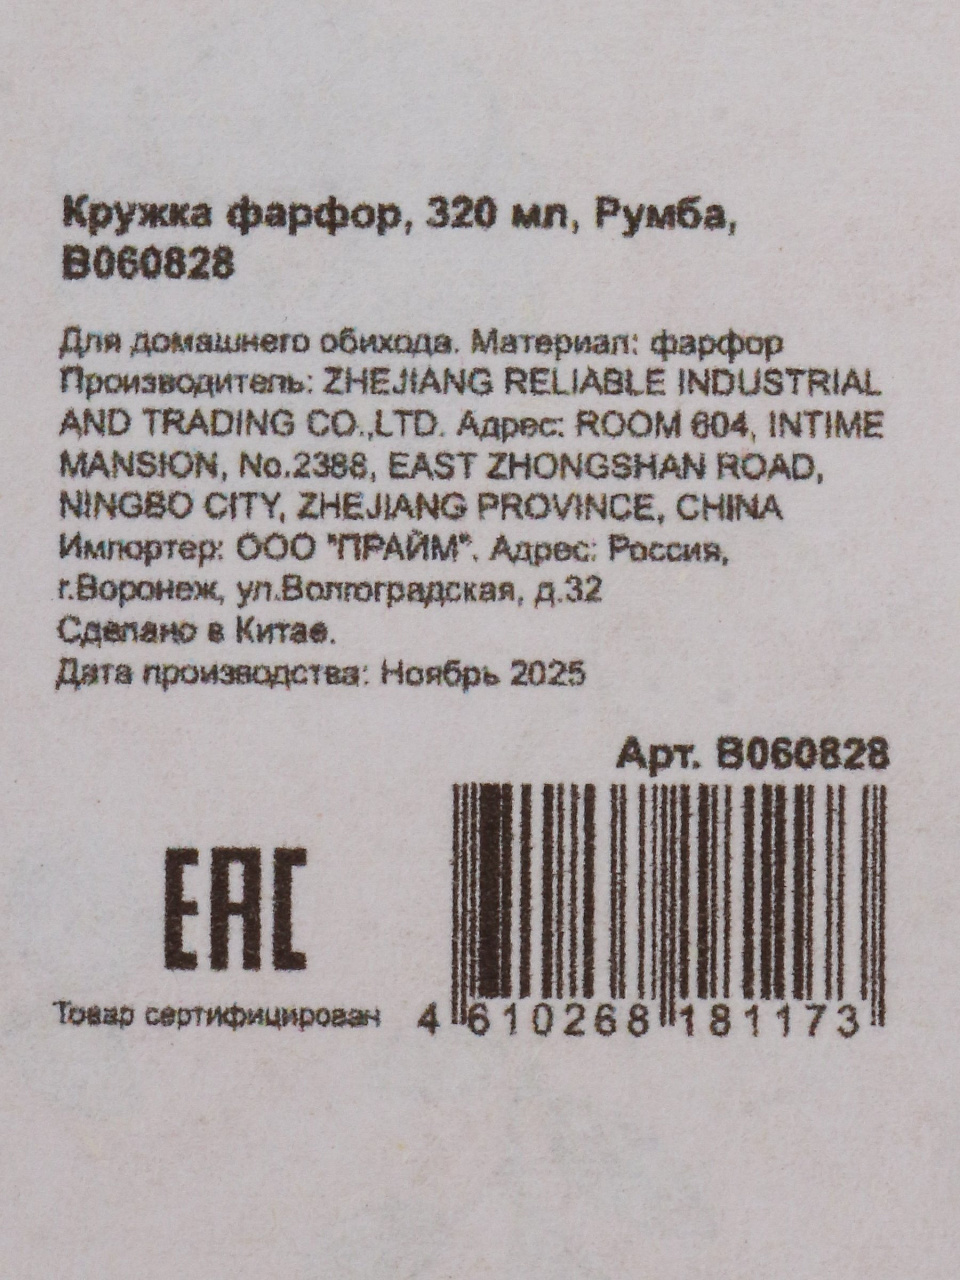 Кружка фарфор, 320 мл, Румба,
B060828
Для домашнего обихода. Материал: фарфор
Производитель: ZHEJIANG RELIABLE INDUSTRIAL
AND TRADING CO.,LTD. Адрес: ROOM 604, INTIME
MANSION, No.2388, EAST ZHONGSHAN ROAD,
NINGBO CITY, ZHEJIANG PROVINCE, CHINA
Импортер: ООО "ПРАЙМ". Адрес: Россия,
г.Воронеж, ул.Волгоградская, д.32
Сделано в Китае.
Дата производства: Ноябрь 2025
Арт. B060828
EAC
Товар сертифицирован
4 610268 181173